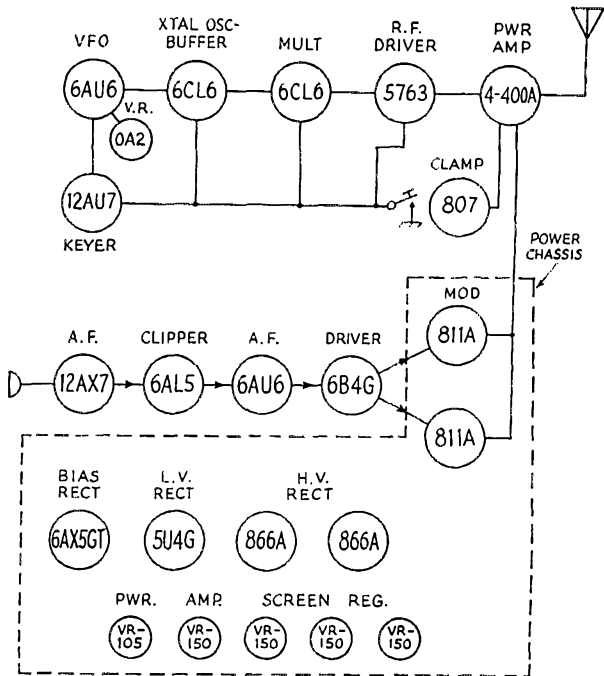 VFO
XTAL OSC-
BUFFER
MULT
R.F.
DRIVER
PWR
AMP
6AU6
6CL6
6CL6
5763
4-400A
V.R.
OA2
CLAMP
12AU7
807
KEYER
POWER
CHASSIS
MOD
811A
A.F.
CLIPPER
A.F.
DRIVER
12AX7
6AL5
6AU6
6B4G
811A
BIAS
RECT
L.V.
RECT
H.V.
RECT
6AX5GT
5U4G
866A
866A
PWR. AMP. SCREEN REG.
VR-
105
VR-
150
VR-
150
VR-
150
VR-
150